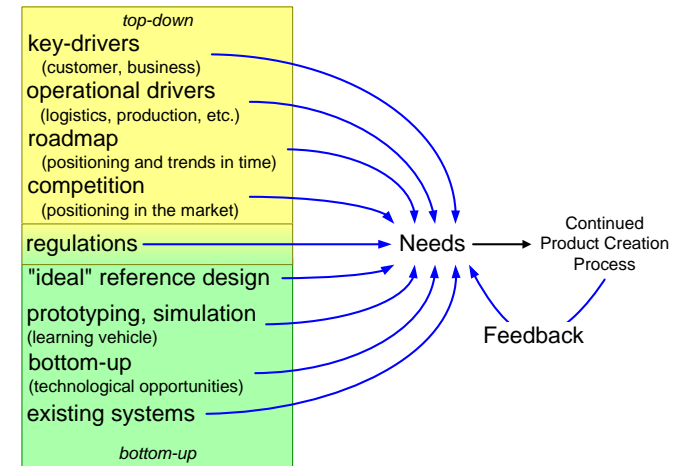 top-down
key-drivers
(customer, business)
operational drivers
(logistics, production, etc.)
roadmap
(positioning and trends in time)
competition
(positioning in the market)
regulations
"ideal" reference design
prototyping, simulation
(learning vehicle)
bottom-up
(technological opportunities)
existing systems
bottom-up
Needs
Continued
Product Creation
Process
Feedback